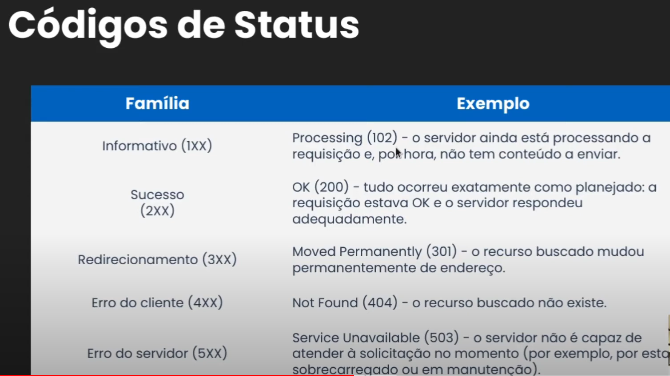 Códigos de Status
Família Exemplo
Informativo (1XX)
Processing (102) - o servidor ainda está processando a
requisição e, por hora, não tem conteúdo a enviar.
Sucesso
(2XX)
OK (200) - tudo ocorreu exatamente como planejado: a
requisição estava OK e o servidor respondeu
adequadamente.
Redirecionamento (3XX)
Moved Permanently (301) - o recurso buscado mudou
permanentemente de endereço.
Erro do cliente (4XX)
Not Found (404) - o recurso buscado não existe.
Erro do servidor (5XX)
Service Unavailable (503) - o servidor não é capaz de
atender à solicitação no momento (por exemplo, por esta
sobrecarregado ou em manutenção).